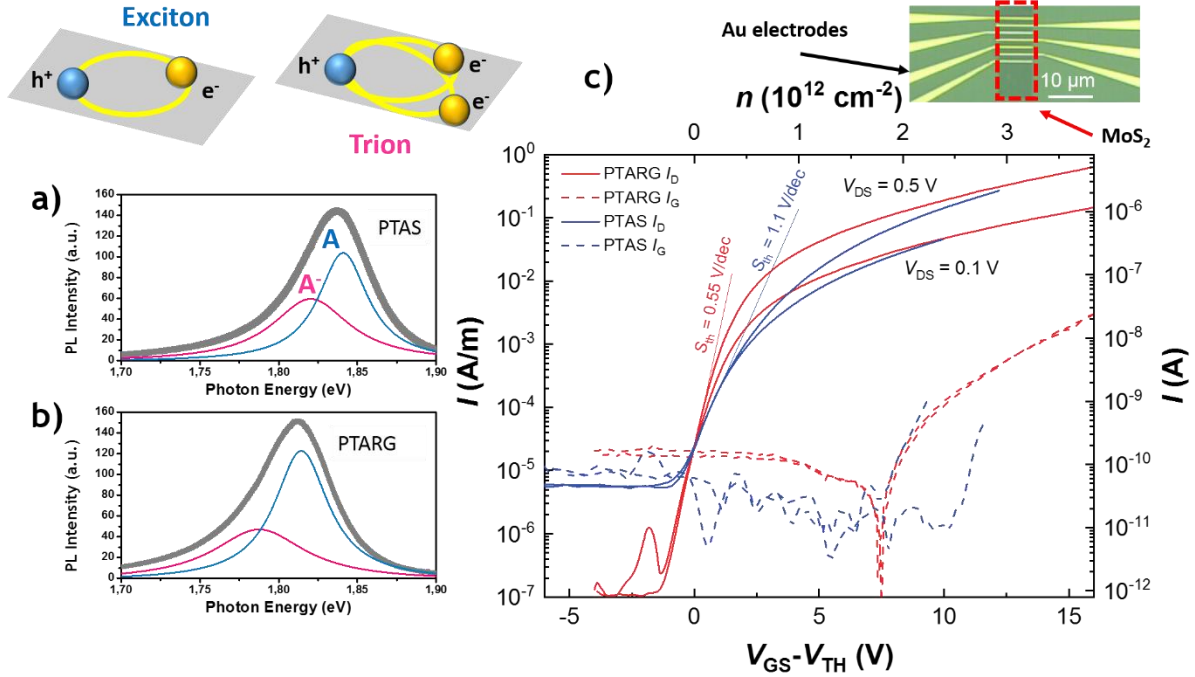 Exciton
h+
e-
h+
e-
e-
Trion
a)
160
140
120
100
80
60
40
20
0
PL Intensity (a.u.)
PTAS
A
A-
1,70
1,75
1,80
1,85
1,90
Photon Energy (eV)
b)
160
140
120
100
80
60
40
20
0
PL Intensity (a.u.)
PTARG
1,70
1,75
1,80
1,85
1,90
Photon Energy (eV)
c)
Au electrodes
10 µm
MoS2
n (10^12 cm^-2)
0
1
2
3
PTARG ID
PTARG IG
PTAS ID
PTAS IG
Sth = 0.55 V/dec
Sth = 1.1 V/dec
VDS = 0.5 V
VDS = 0.1 V
10^0
10^-1
10^-2
10^-3
10^-4
10^-5
10^-6
10^-7
I (A/m)
10^-6
10^-7
10^-8
10^-9
10^-10
10^-11
10^-12
I (A)
-5
0
5
10
15
VGS-VTH (V)